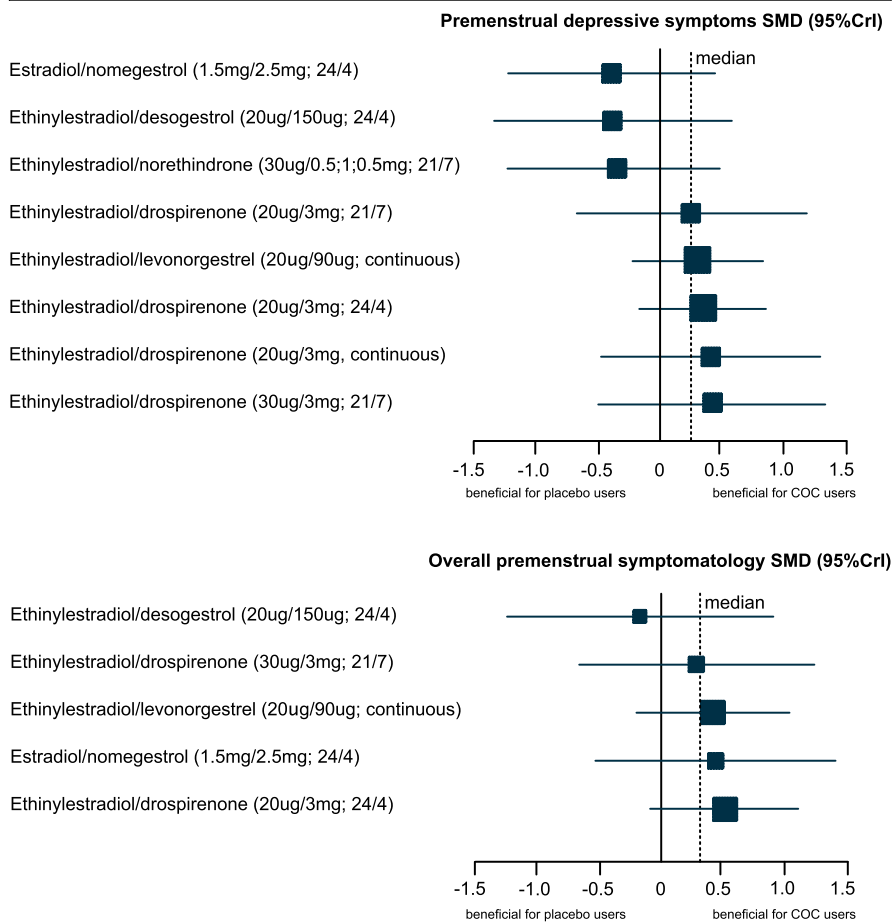 Premenstrual depressive symptoms SMD (95%CrI)
median
Estradiol/nomegestrol (1.5mg/2.5mg; 24/4)
Ethinylestradiol/desogestrol (20ug/150ug; 24/4)
Ethinylestradiol/norethindrone (30ug/0.5;1;0.5mg; 21/7)
Ethinylestradiol/drospirenone (20ug/3mg; 21/7)
Ethinylestradiol/levonorgestrel (20ug/90ug; continuous)
Ethinylestradiol/drospirenone (20ug/3mg; 24/4)
Ethinylestradiol/drospirenone (20ug/3mg, continuous)
Ethinylestradiol/drospirenone (30ug/3mg; 21/7)
-1.5 -1.0 -0.5 0 0.5 1.0 1.5
beneficial for placebo users beneficial for COC users
Overall premenstrual symptomatology SMD (95%CrI)
median
Ethinylestradiol/desogestrol (20ug/150ug; 24/4)
Ethinylestradiol/drospirenone (30ug/3mg; 21/7)
Ethinylestradiol/levonorgestrel (20ug/90ug; continuous)
Estradiol/nomegestrol (1.5mg/2.5mg; 24/4)
Ethinylestradiol/drospirenone (20ug/3mg; 24/4)
-1.5 -1.0 -0.5 0 0.5 1.0 1.5
beneficial for placebo users beneficial for COC users